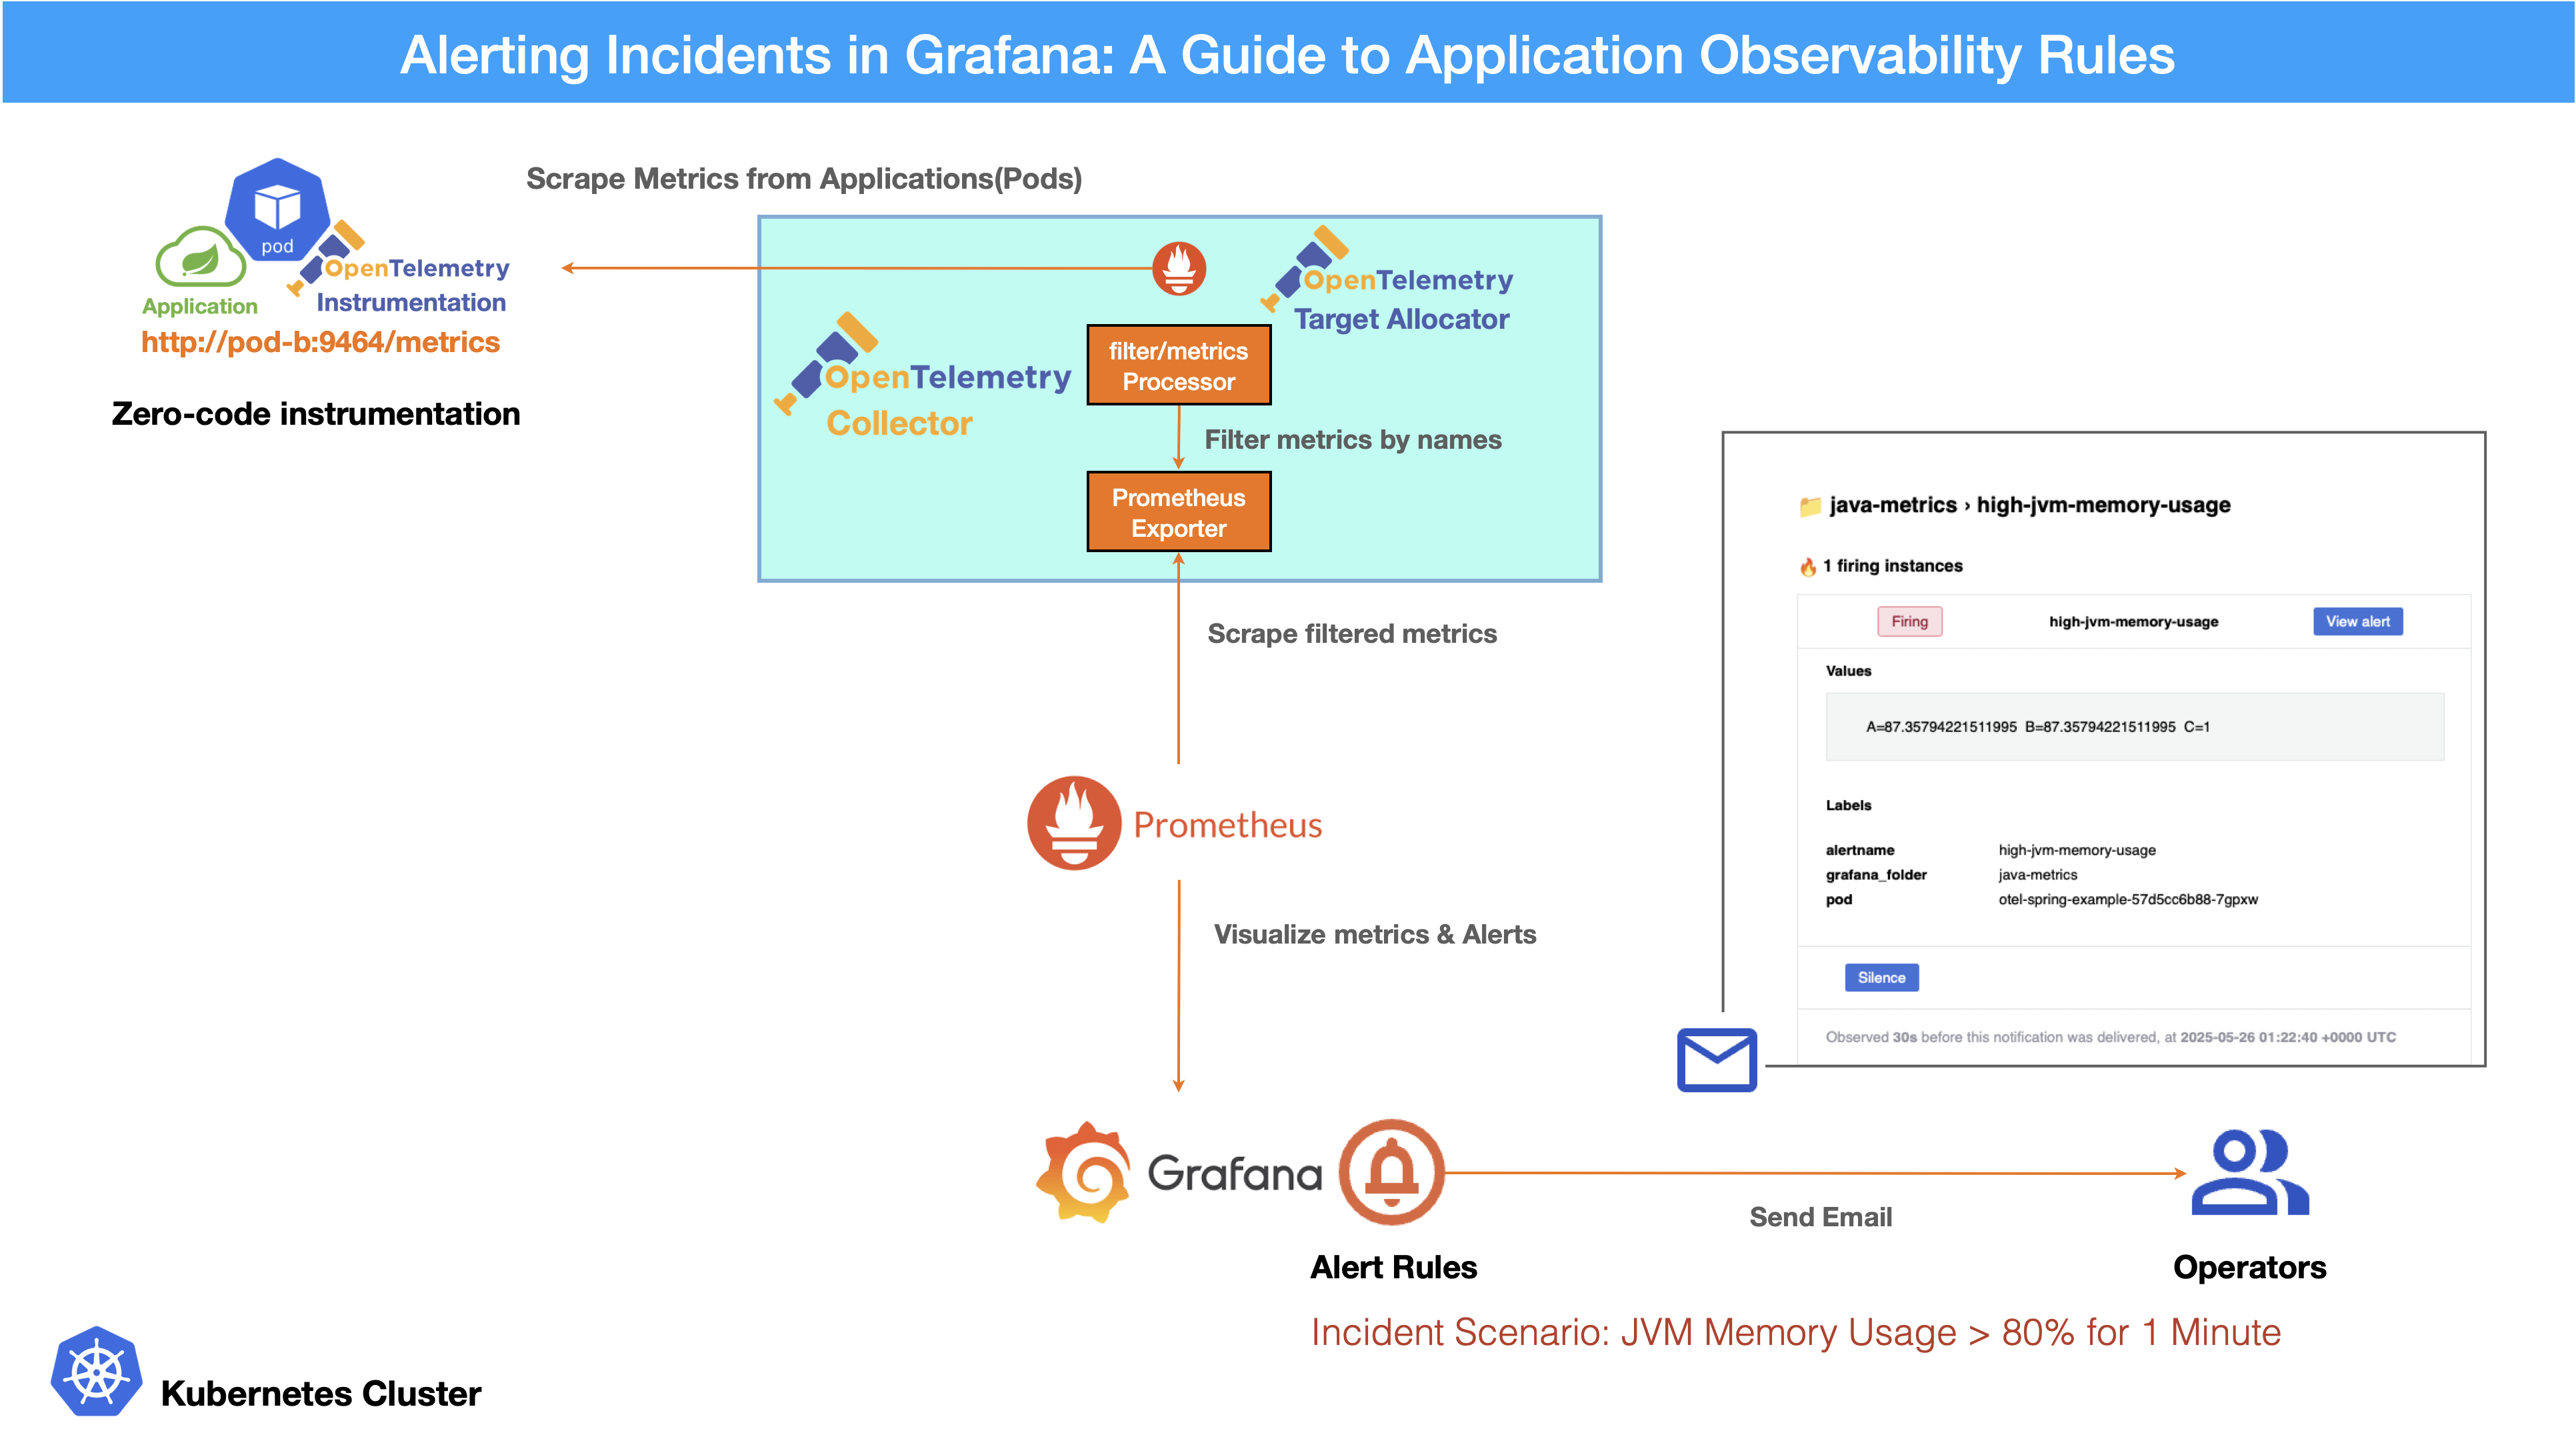 Alerting Incidents in Grafana: A Guide to Application Observability Rules
Scrape Metrics from Applications(Pods)
pod
OpenTelemetry
Instrumentation
Application
http://pod-b:9464/metrics
Zero-code instrumentation
OpenTelemetry
Target Allocator
filter/metrics
Processor
OpenTelemetry
Collector
Filter metrics by names
Prometheus
Exporter
Scrape filtered metrics
Prometheus
Visualize metrics & Alerts
📁 java-metrics › high-jvm-memory-usage
🔥 1 firing instances
Firing high-jvm-memory-usage View alert
Values
A=87.35794221511995 B=87.35794221511995 C=1
Labels
alertname high-jvm-memory-usage
grafana_folder java-metrics
pod otel-spring-example-57d5cc6b88-7gpxw
Silence
Observed 30s before this notification was delivered, at 2025-05-26 01:22:40 +0000 UTC
Grafana
Send Email
Alert Rules
Operators
Incident Scenario: JVM Memory Usage > 80% for 1 Minute
Kubernetes Cluster